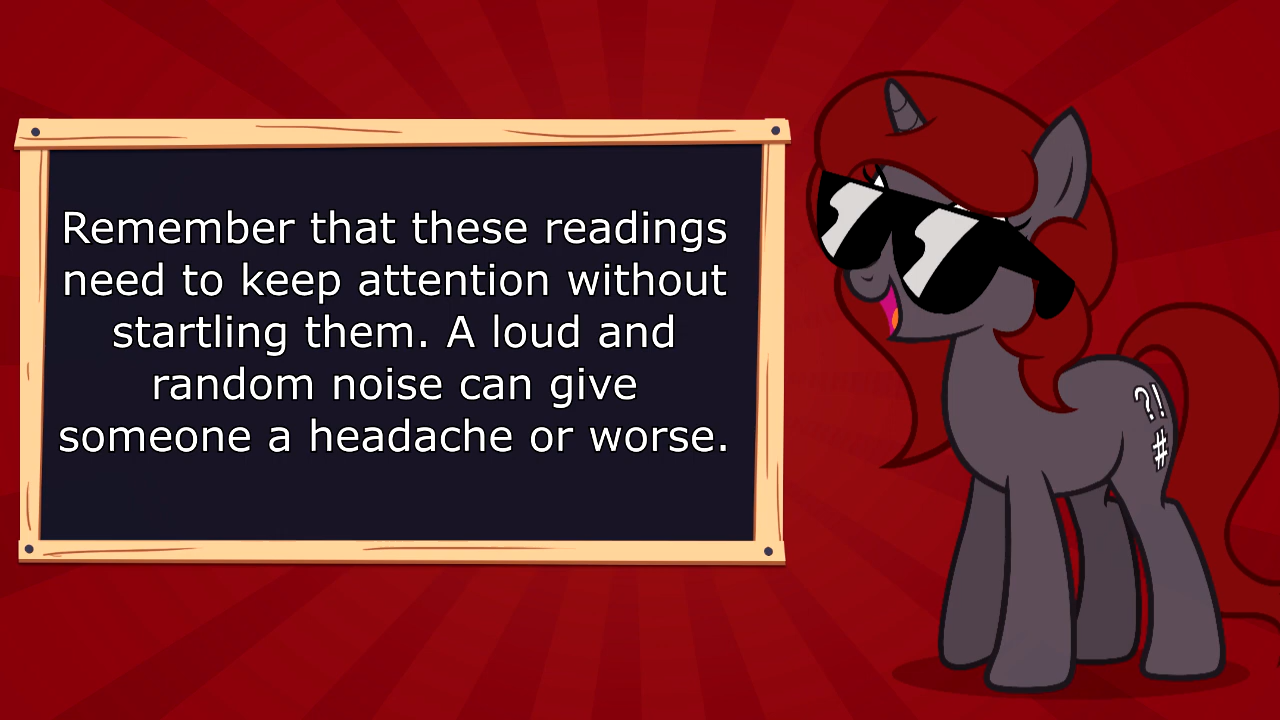 Remember that these readings
need to keep attention without
startling them. A loud and
random noise can give
someone a headache or worse.
?!
#